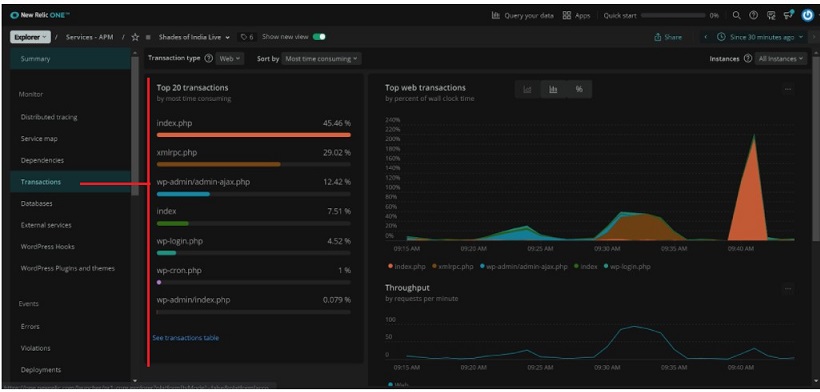 New Relic ONE™
Query your data
Apps
Quick start
0%
Explorer
/ Services - APM /
Shades of India Live
6
Show new view
Share
Since 30 minutes ago
Summary
Monitor
Distributed tracing
Service map
Dependencies
Transactions
Databases
External services
WordPress Hooks
WordPress Plugins and themes
Events
Errors
Violations
Deployments
Transaction type
Web
Sort by
Most time consuming
Instances
All Instances
Top 20 transactions
by most time consuming
index.php 45.46 %
xmlrpc.php 29.02 %
wp-admin/admin-ajax.php 12.42 %
index 7.51 %
wp-login.php 4.52 %
wp-cron.php 1 %
wp-admin/index.php 0.079 %
See transactions table
Top web transactions
by percent of wall clock time
%
240%
220%
200%
180%
160%
140%
120%
100%
80%
60%
40%
20%
0%
09:15 AM 09:20 AM 09:25 AM 09:30 AM 09:35 AM 09:40 AM
index.php xmlrpc.php wp-admin/admin-ajax.php index wp-login.php
Throughput
by requests per minute
100
50
0
09:15 AM 09:20 AM 09:25 AM 09:30 AM 09:35 AM 09:40 AM
Web